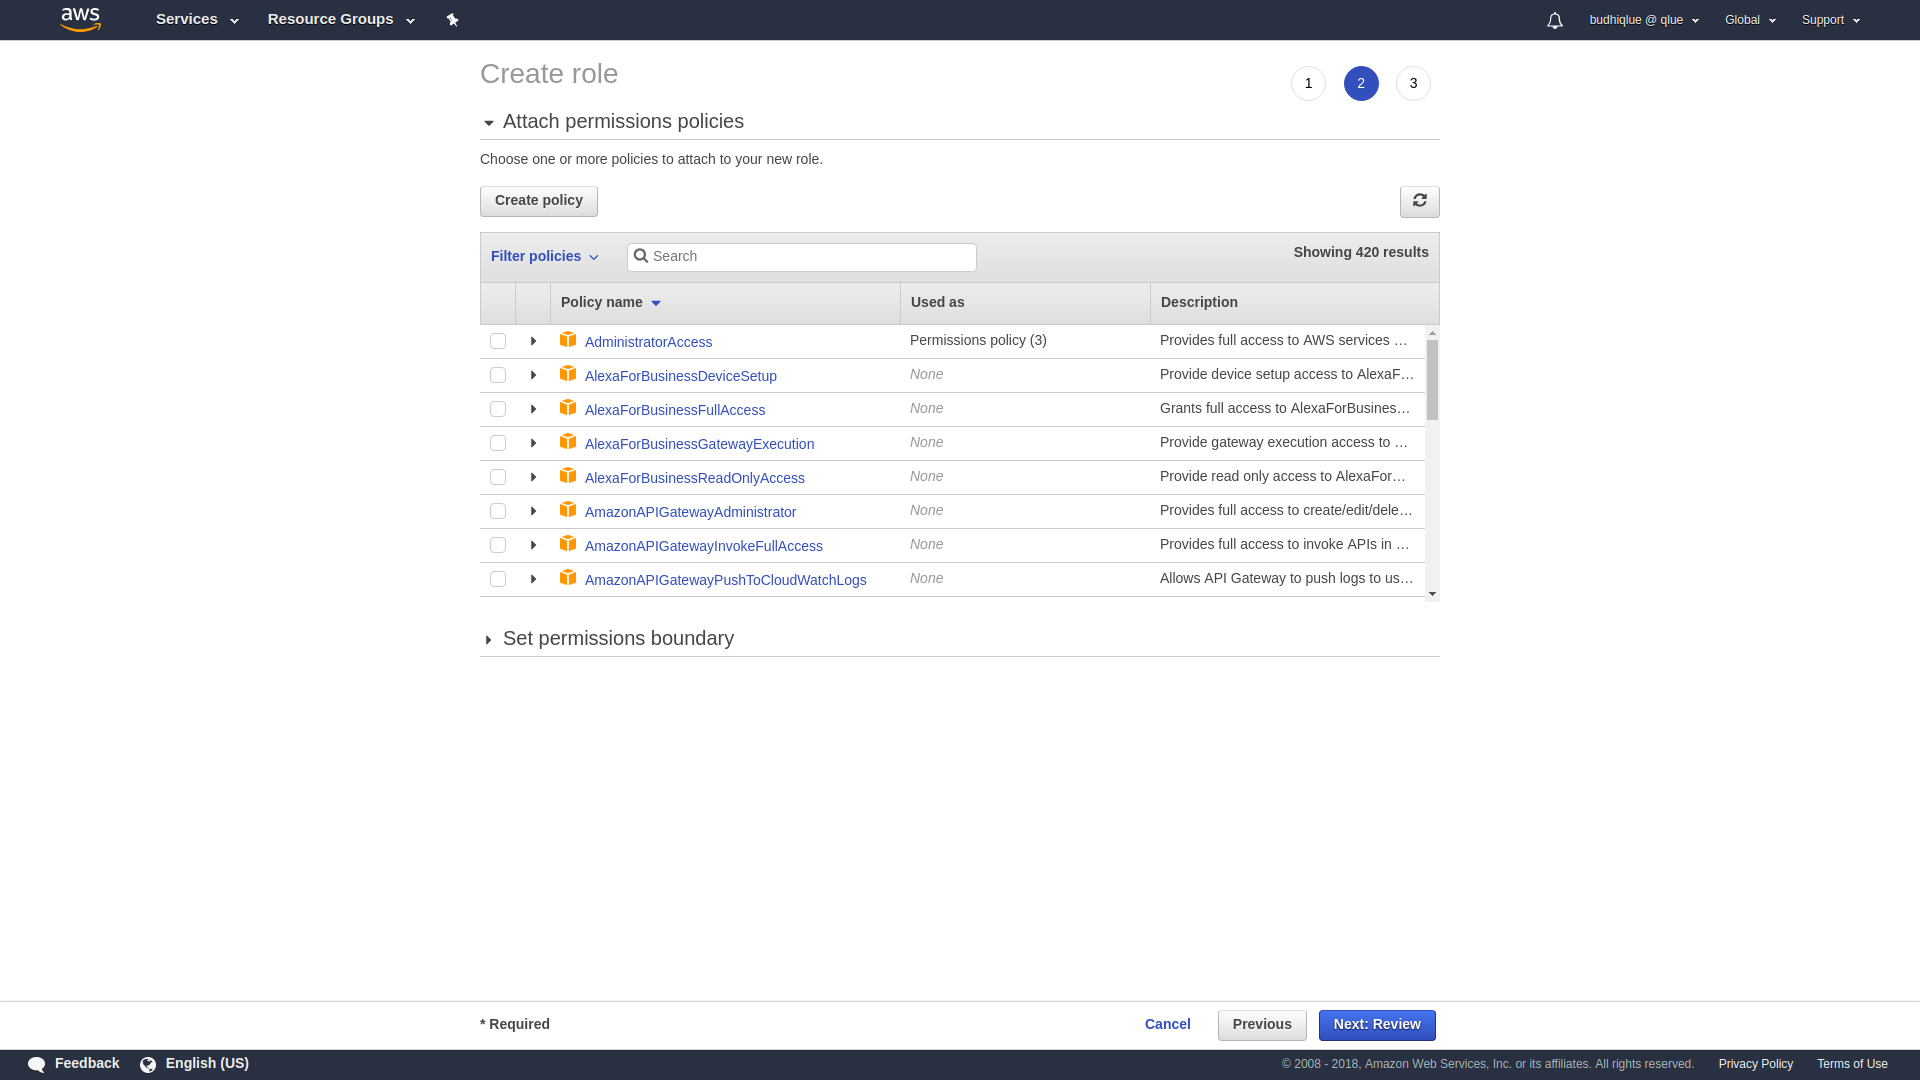 aws Services Resource Groups budhiqlue @ qlue Global Support
Create role
1 2 3
Attach permissions policies
Choose one or more policies to attach to your new role.
Create policy
Filter policies Search Showing 420 results
Policy name Used as Description
AdministratorAccess Permissions policy (3) Provides full access to AWS services ...
AlexaForBusinessDeviceSetup None Provide device setup access to AlexaF...
AlexaForBusinessFullAccess None Grants full access to AlexaForBusines...
AlexaForBusinessGatewayExecution None Provide gateway execution access to ...
AlexaForBusinessReadOnlyAccess None Provide read only access to AlexaFor...
AmazonAPIGatewayAdministrator None Provides full access to create/edit/dele...
AmazonAPIGatewayInvokeFullAccess None Provides full access to invoke APIs in ...
AmazonAPIGatewayPushToCloudWatchLogs None Allows API Gateway to push logs to us...
Set permissions boundary
* Required Cancel Previous Next: Review
Feedback English (US) © 2008 - 2018, Amazon Web Services, Inc. or its affiliates. All rights reserved. Privacy Policy Terms of Use